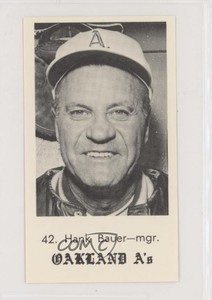 A.
42. Hank Bauer—mgr.
OAKLAND A's